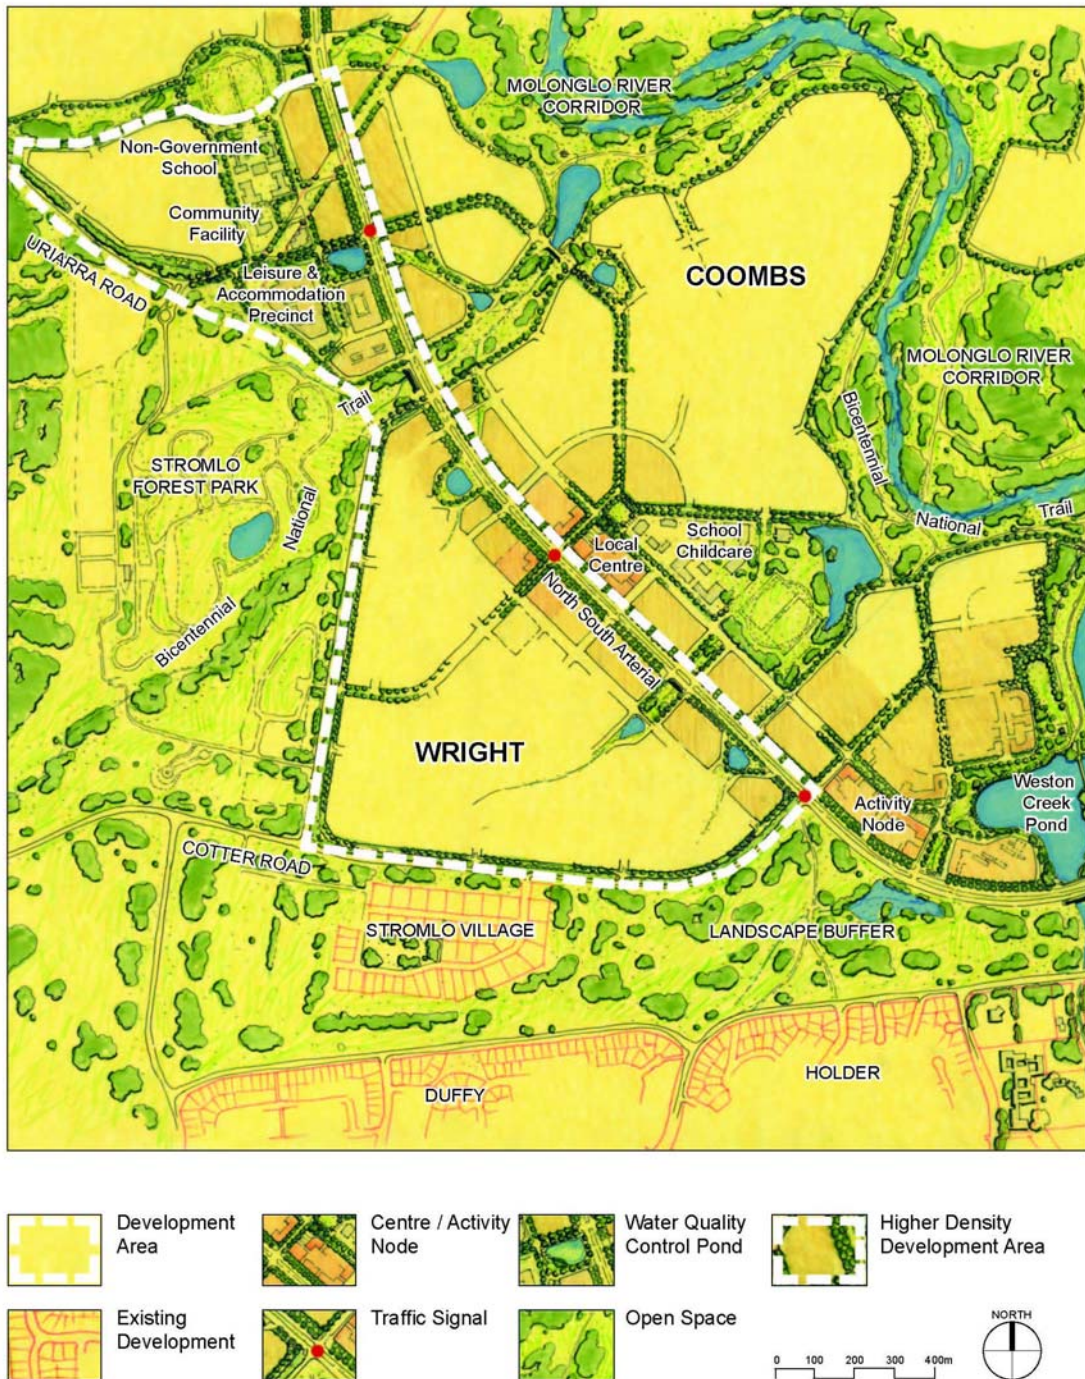 MOLONGLO RIVER
CORRIDOR
Non-Government
School
Community
Facility
URIARRA ROAD
Leisure &
Accommodation
Precinct
COOMBS
MOLONGLO RIVER
CORRIDOR
Trail
Bicentennial
STROMLO
FOREST PARK
National
National
Trail
Local
Centre
School
Childcare
North South Arterial
Bicentennial
WRIGHT
Weston
Creek
Pond
Activity
Node
COTTER ROAD
STROMLO VILLAGE
LANDSCAPE BUFFER
DUFFY
HOLDER
Development
Area
Centre / Activity
Node
Water Quality
Control Pond
Higher Density
Development Area
Existing
Development
Traffic Signal
Open Space
NORTH
0 100 200 300 400m